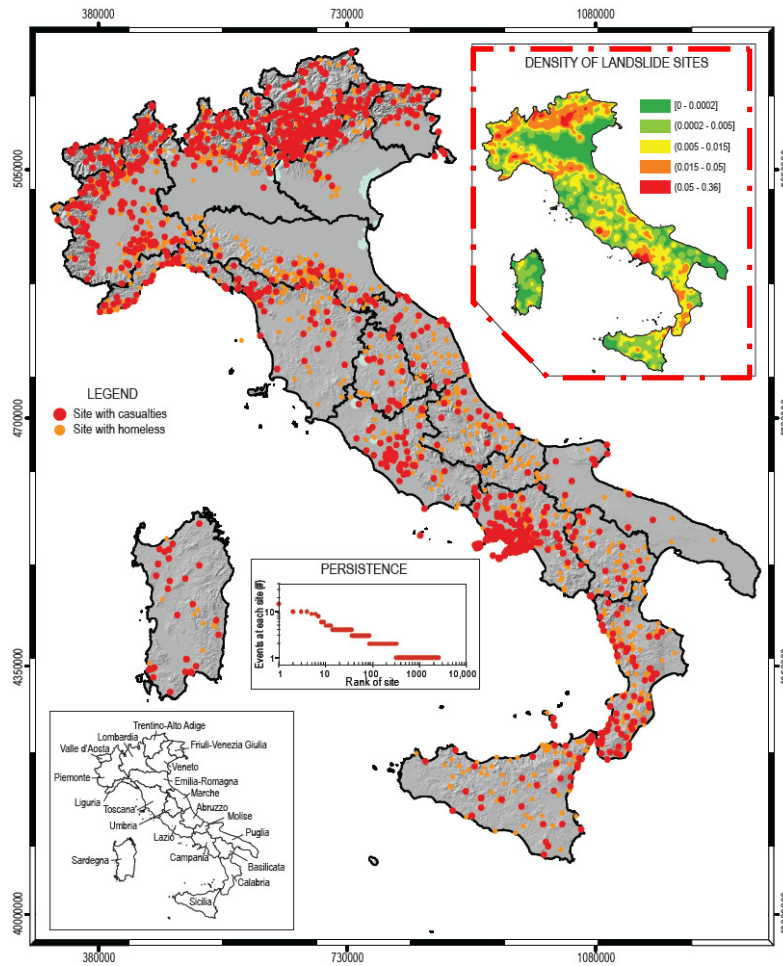 380000 730000 1080000
DENSITY OF LANDSLIDE SITES
[0 - 0.0002]
(0.0002 - 0.005]
(0.005 - 0.015]
(0.015 - 0.05]
(0.05 - 0.36]
5050000
LEGEND
Site with casualties
Site with homeless
4700000
PERSISTENCE
Events at each site (#)
10
1
1 10 100 1000 10,000
Rank of site
4350000
Trentino-Alto Adige
Lombardia
Friuli-Venezia Giulia
Valle d'Aosta
Veneto
Piemonte
Emilia-Romagna
Marche
Liguria
Abruzzo
Toscana
Molise
Umbria
Puglia
Lazio
Campania
Sardegna
Basilicata
Calabria
Sicilia
4000000
380000 730000 1080000